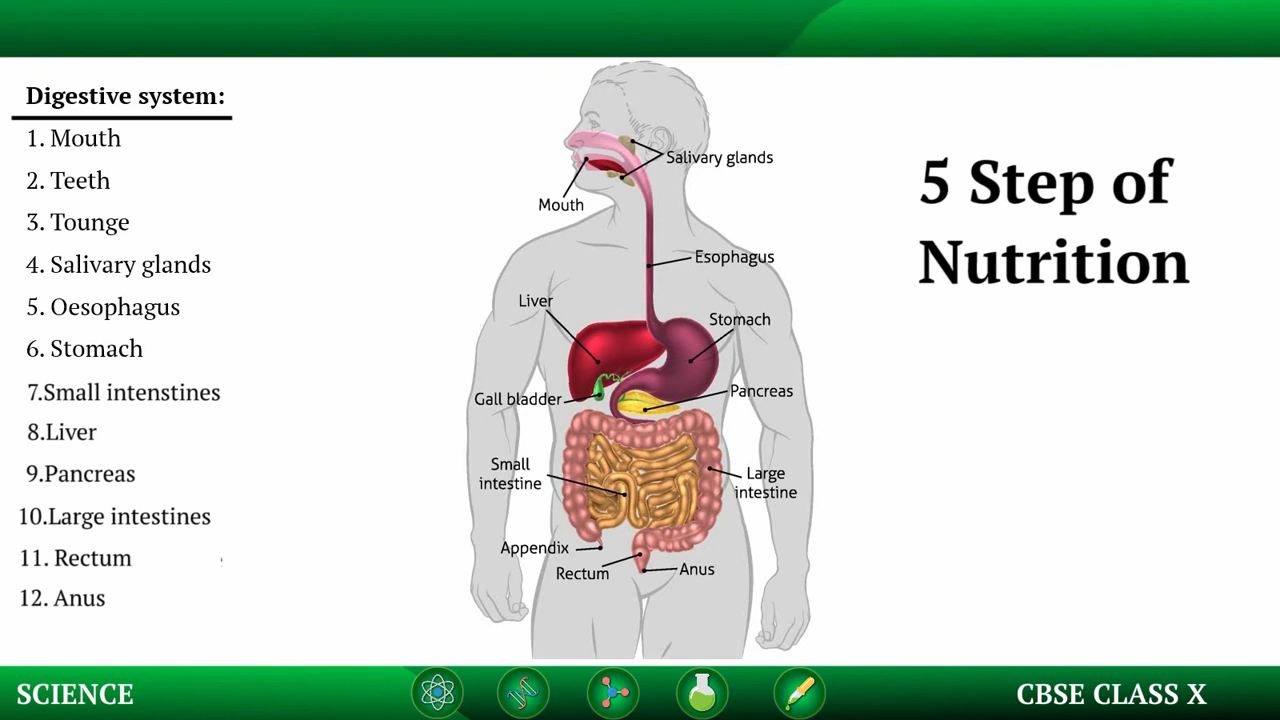 Digestive system:
1. Mouth
2. Teeth
3. Tounge
4. Salivary glands
5. Oesophagus
6. Stomach
7.Small intenstines
8.Liver
9.Pancreas
10.Large intestines
11. Rectum
12. Anus
Salivary glands
Mouth
Esophagus
Liver
Stomach
Gall bladder
Pancreas
Small
intestine
Large
intestine
Appendix
Rectum
Anus
5 Step of
Nutrition
SCIENCE
CBSE CLASS X